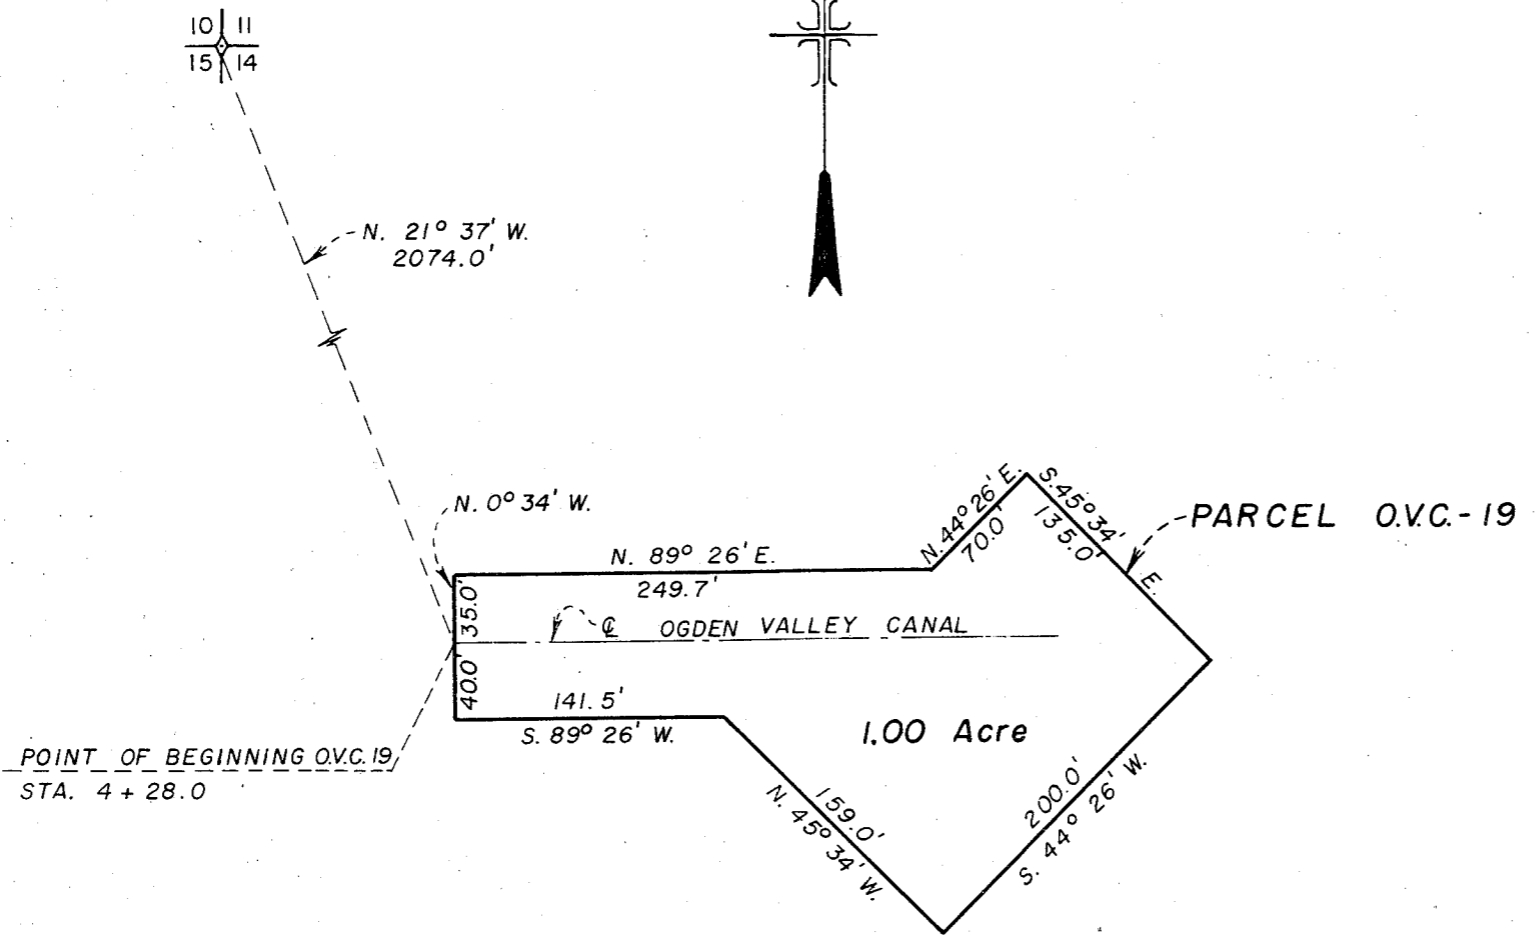 10 11
15 14
N. 21° 37' W.
2074.0'
N. 0° 34' W.
N. 89° 26' E.
249.7'
N. 44° 26' E.
70.0'
S. 45° 34' E.
135.0'
PARCEL O.V.C.-19
35.0'
40.0'
℄ OGDEN VALLEY CANAL
141.5'
S. 89° 26' W.
1.00 Acre
POINT OF BEGINNING O.V.C. 19
STA. 4 + 28.0
159.0'
N. 45° 34' W.
200.0'
S. 44° 26' W.